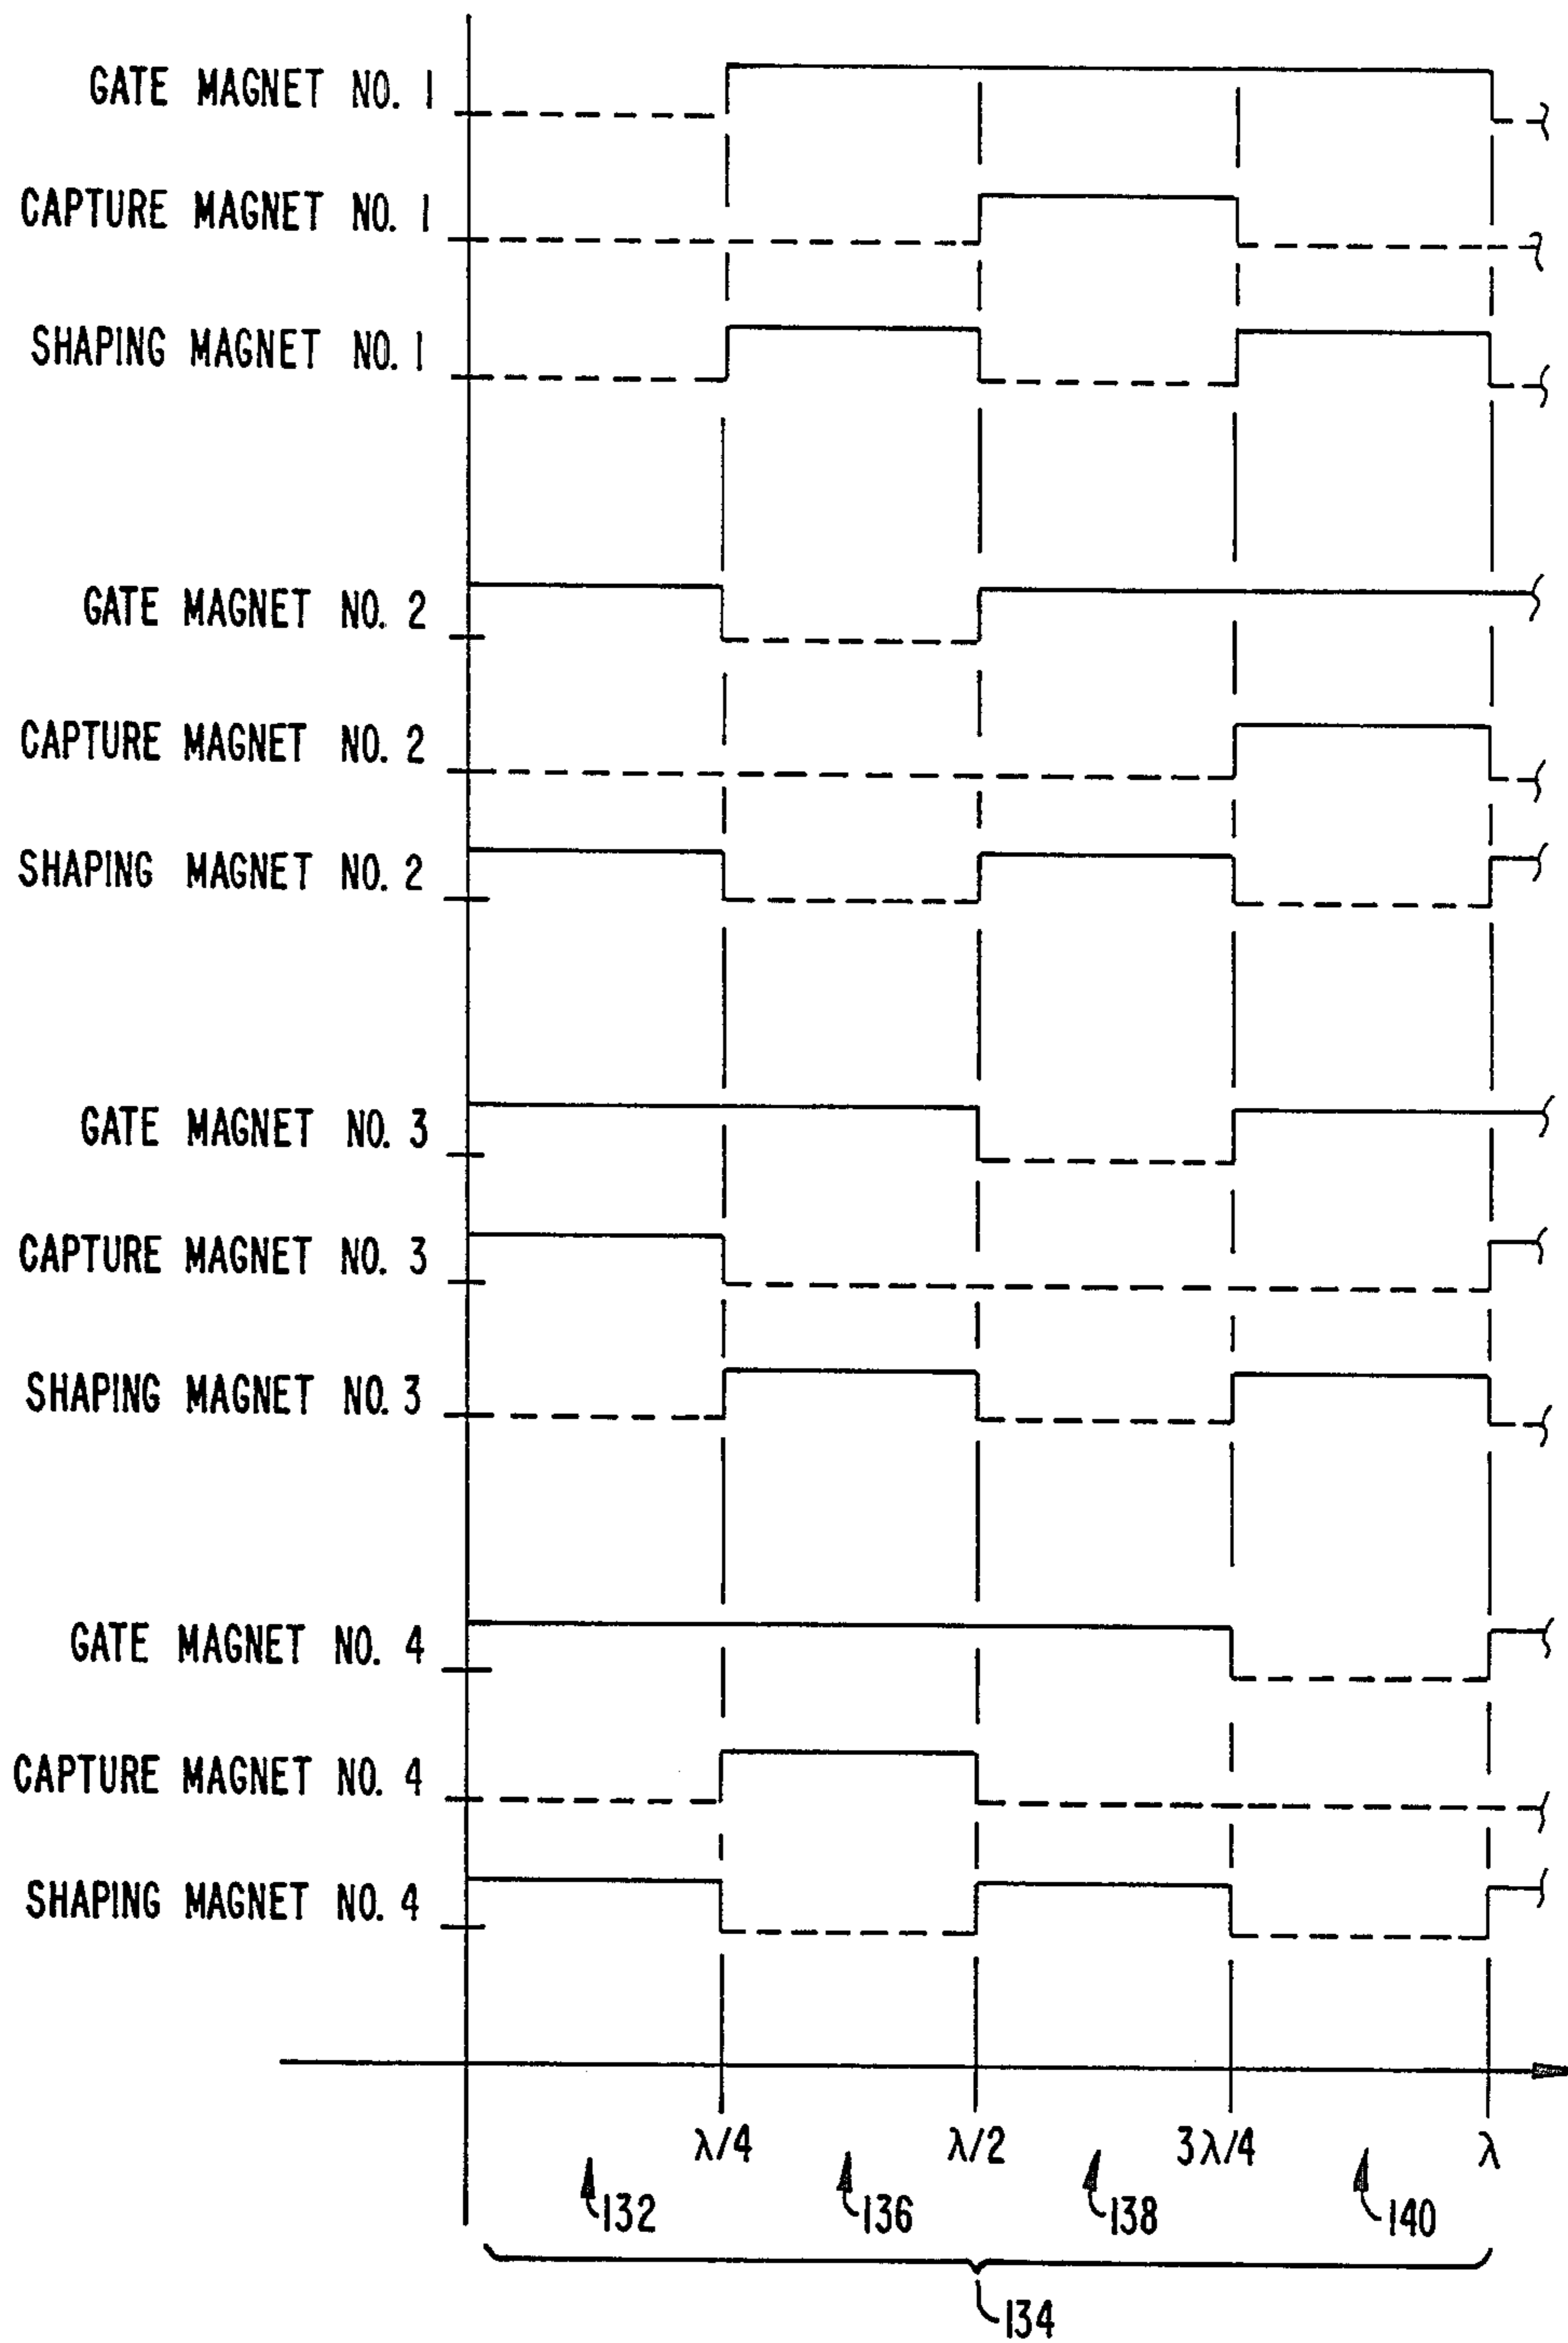 GATE MAGNET NO. 1
CAPTURE MAGNET NO. 1
SHAPING MAGNET NO. 1
GATE MAGNET NO. 2
CAPTURE MAGNET NO. 2
SHAPING MAGNET NO. 2
GATE MAGNET NO. 3
CAPTURE MAGNET NO. 3
SHAPING MAGNET NO. 3
GATE MAGNET NO. 4
CAPTURE MAGNET NO. 4
SHAPING MAGNET NO. 4
λ/4 λ/2 3λ/4 λ
132 136 138 140
134